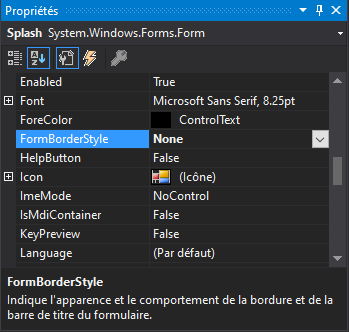 Propriétés
Splash System.Windows.Forms.Form
Enabled True
Font Microsoft Sans Serif, 8.25pt
ForeColor ControlText
FormBorderStyle None
HelpButton False
Icon (Icône)
ImeMode NoControl
IsMdiContainer False
KeyPreview False
Language (Par défaut)
FormBorderStyle
Indique l'apparence et le comportement de la bordure et de la
barre de titre du formulaire.